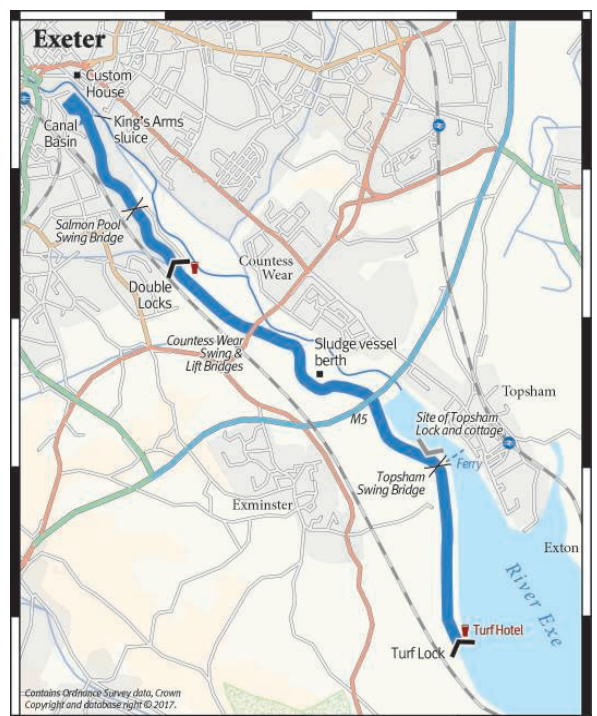 Exeter
Custom
House
King's Arms
sluice
Canal
Basin
Salmon Pool
Swing Bridge
Countess
Wear
Double
Locks
Countess Wear
Swing &
Lift Bridges
Sludge vessel
berth
M5
Topsham
Site of Topsham
Lock and cottage
Ferry
Topsham
Swing Bridge
Exminster
Exton
River Exe
Turf Hotel
Turf Lock
Contains Ordnance Survey data, Crown
Copyright and database right © 2017.